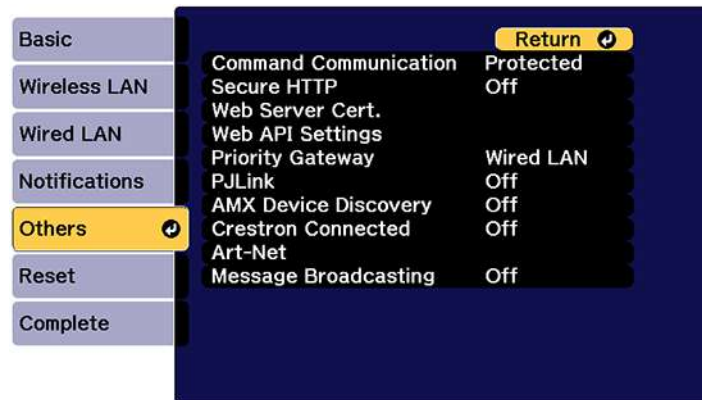 Basic
Wireless LAN
Wired LAN
Notifications
Others
Reset
Complete
Return
Command Communication Protected
Secure HTTP Off
Web Server Cert.
Web API Settings
Priority Gateway Wired LAN
PJLink Off
AMX Device Discovery Off
Crestron Connected Off
Art-Net
Message Broadcasting Off